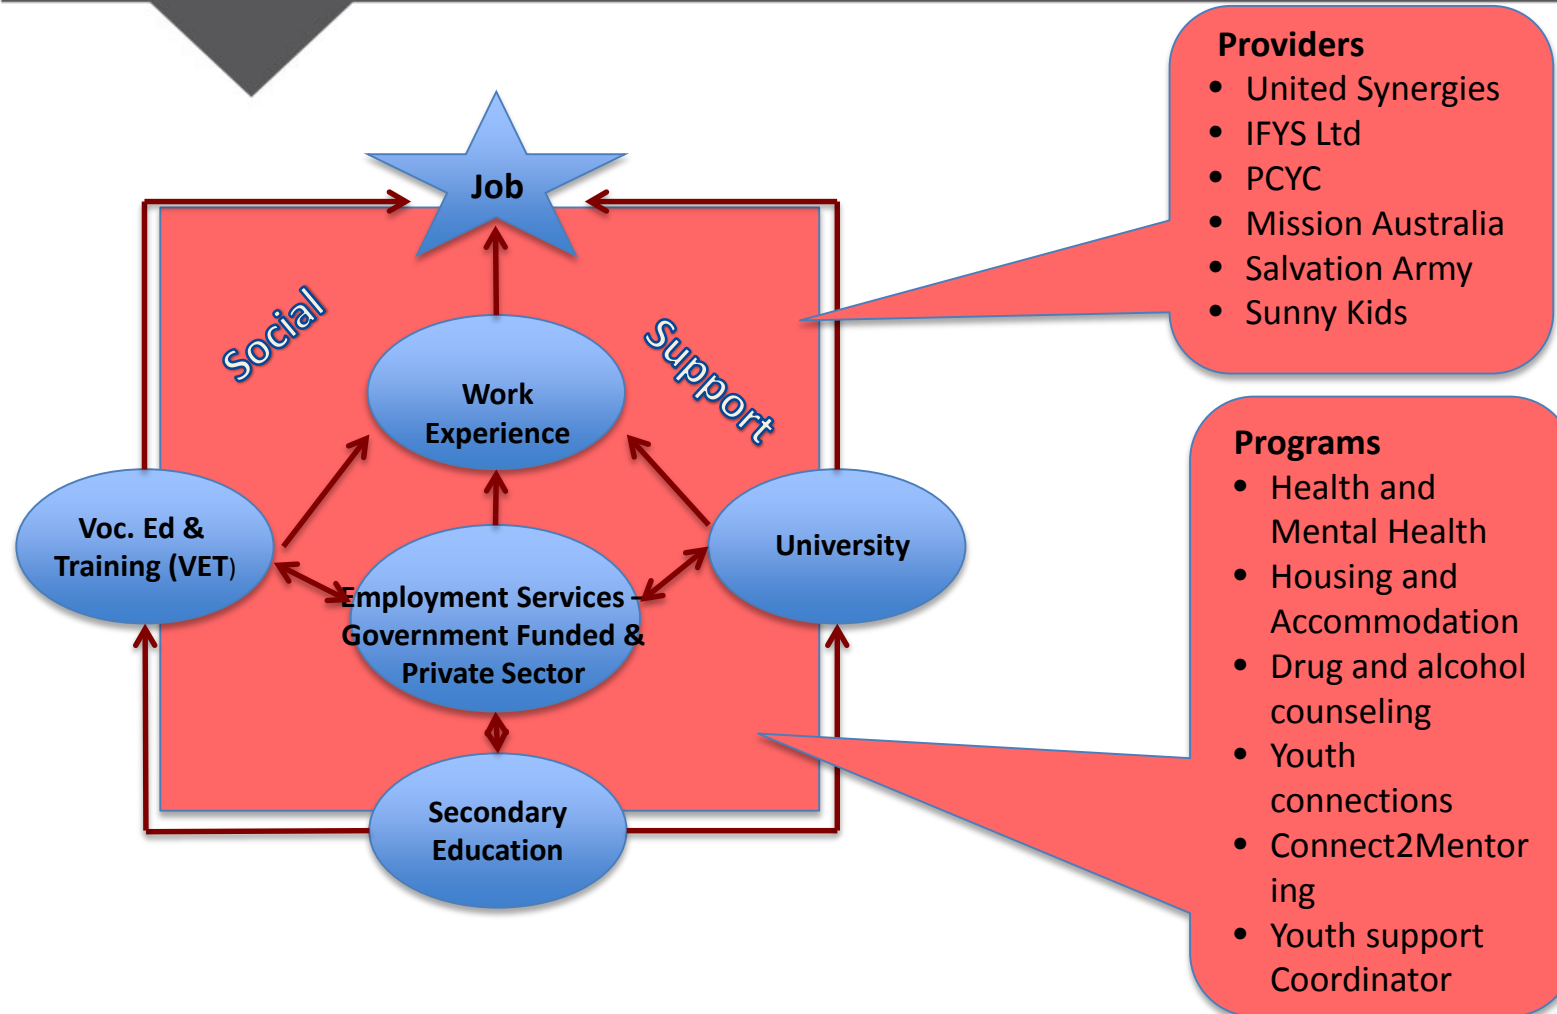 Job
Social
Support
Work
Experience
Voc. Ed &
Training (VET)
University
Employment Services –
Government Funded &
Private Sector
Secondary
Education
Providers
• United Synergies
• IFYS Ltd
• PCYC
• Mission Australia
• Salvation Army
• Sunny Kids
Programs
• Health and
Mental Health
• Housing and
Accommodation
• Drug and alcohol
counseling
• Youth
connections
• Connect2Mentor
ing
• Youth support
Coordinator